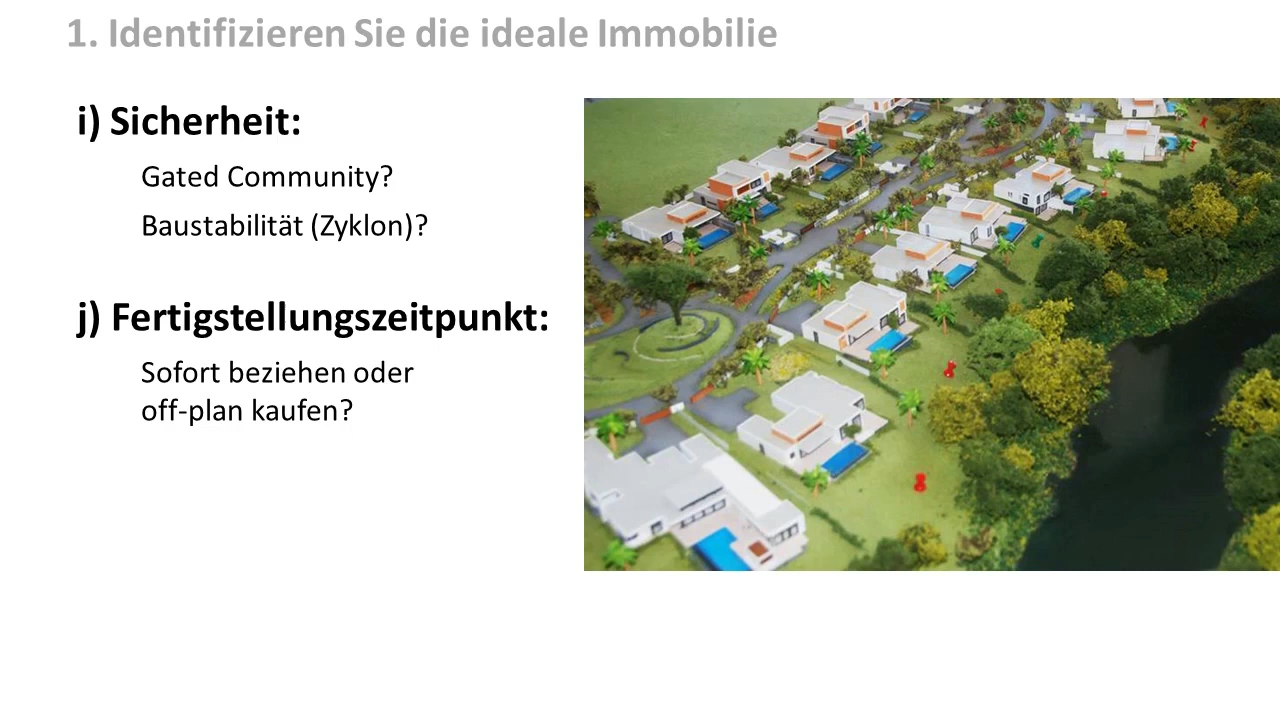 1. Identifizieren Sie die ideale Immobilie
i) Sicherheit:
Gated Community?
Baustabilität (Zyklon)?
j) Fertigstellungszeitpunkt:
Sofort beziehen oder
off-plan kaufen?